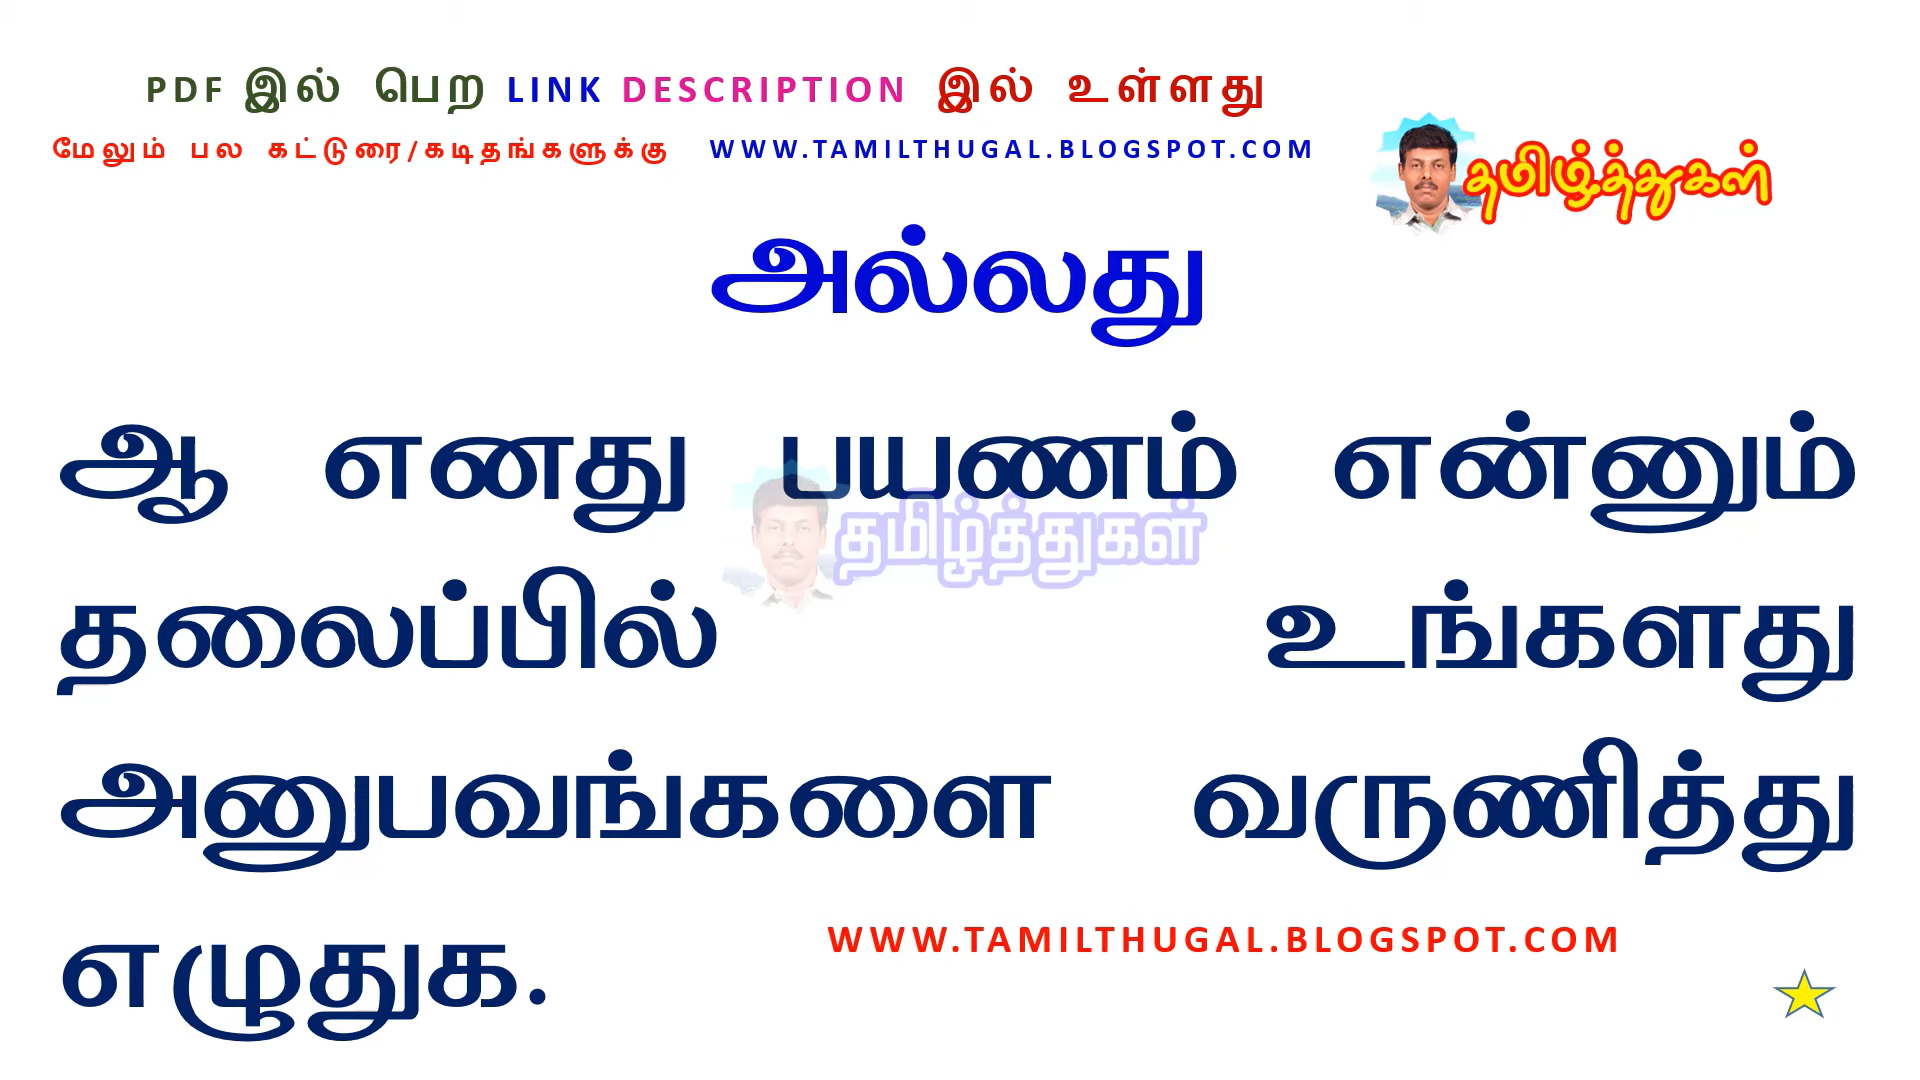 PDF இல் பெற LINK DESCRIPTION இல் உள்ளது
மேலும் பல கட்டுரை/கடிதங்களுக்கு WWW.TAMILTHUGAL.BLOGSPOT.COM
தமிழ்த்துகள்
அல்லது
ஆ எனது பயணம் என்னும்
தமிழ்த்துகள்
தலைப்பில் உங்களது
அனுபவங்களை வருணித்து
எழுதுக.
WWW.TAMILTHUGAL.BLOGSPOT.COM